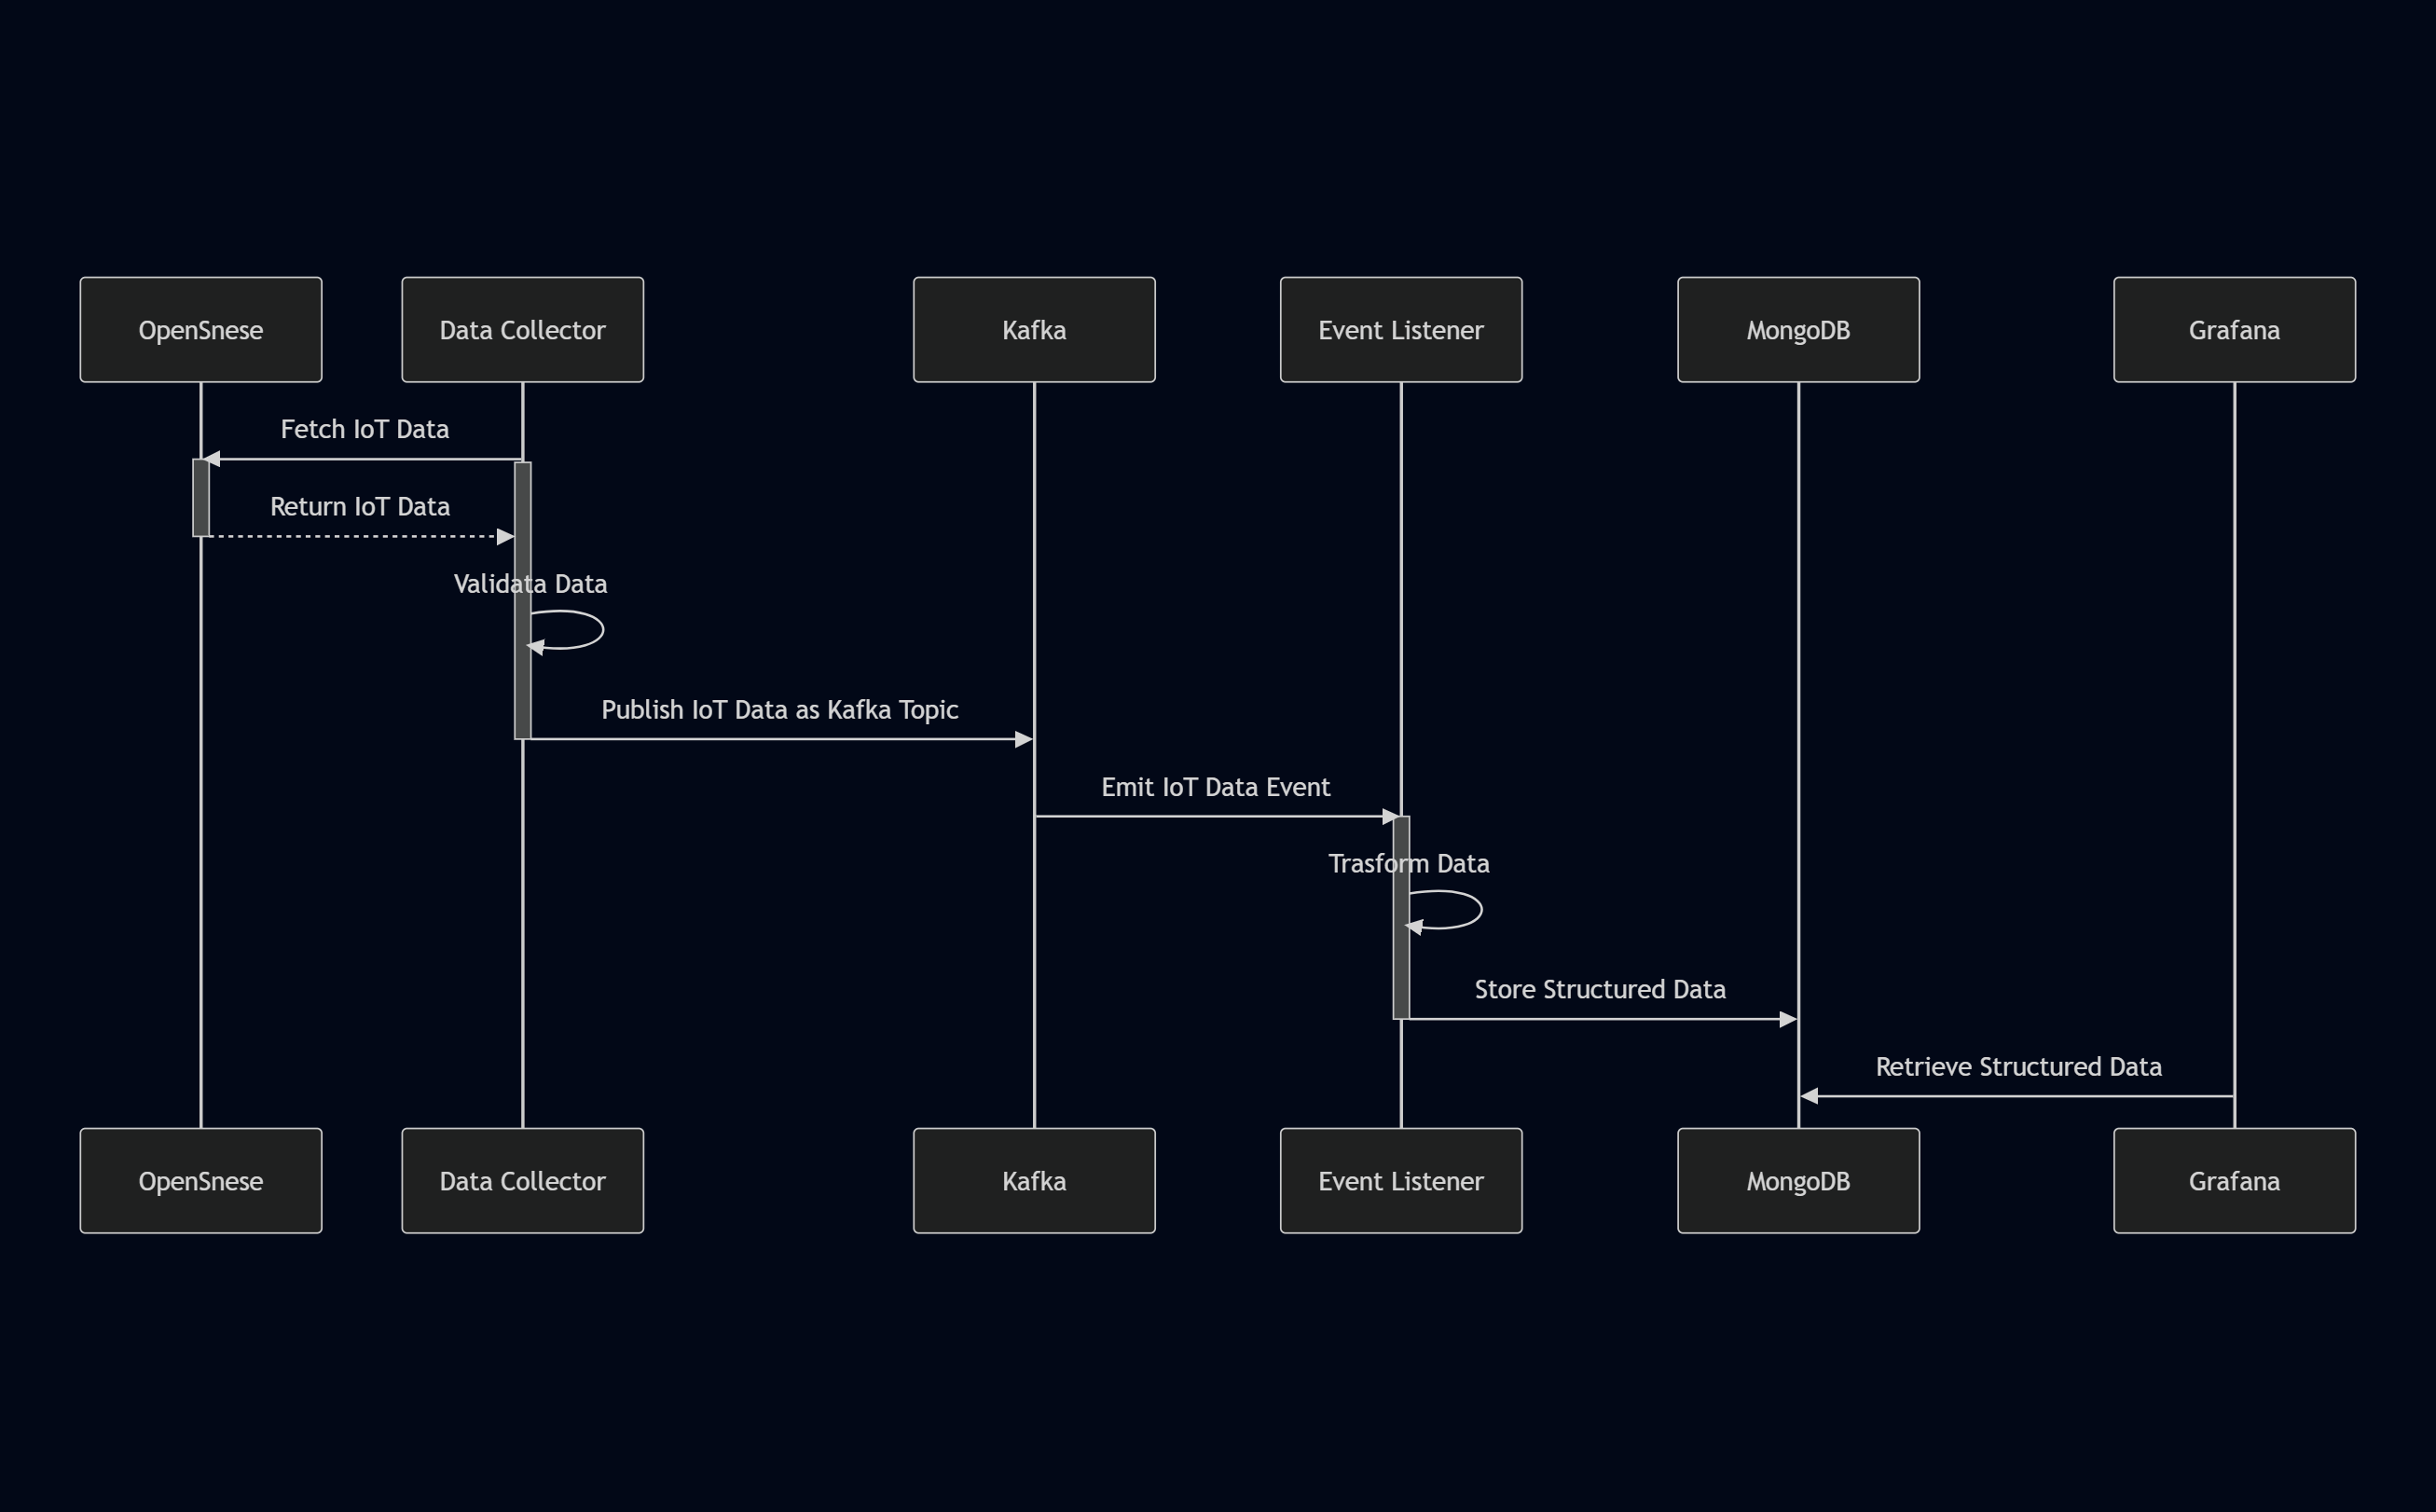 OpenSnese
Data Collector
Kafka
Event Listener
MongoDB
Grafana
Fetch IoT Data
Return IoT Data
Validata Data
Publish IoT Data as Kafka Topic
Emit IoT Data Event
Trasform Data
Store Structured Data
Retrieve Structured Data
OpenSnese
Data Collector
Kafka
Event Listener
MongoDB
Grafana